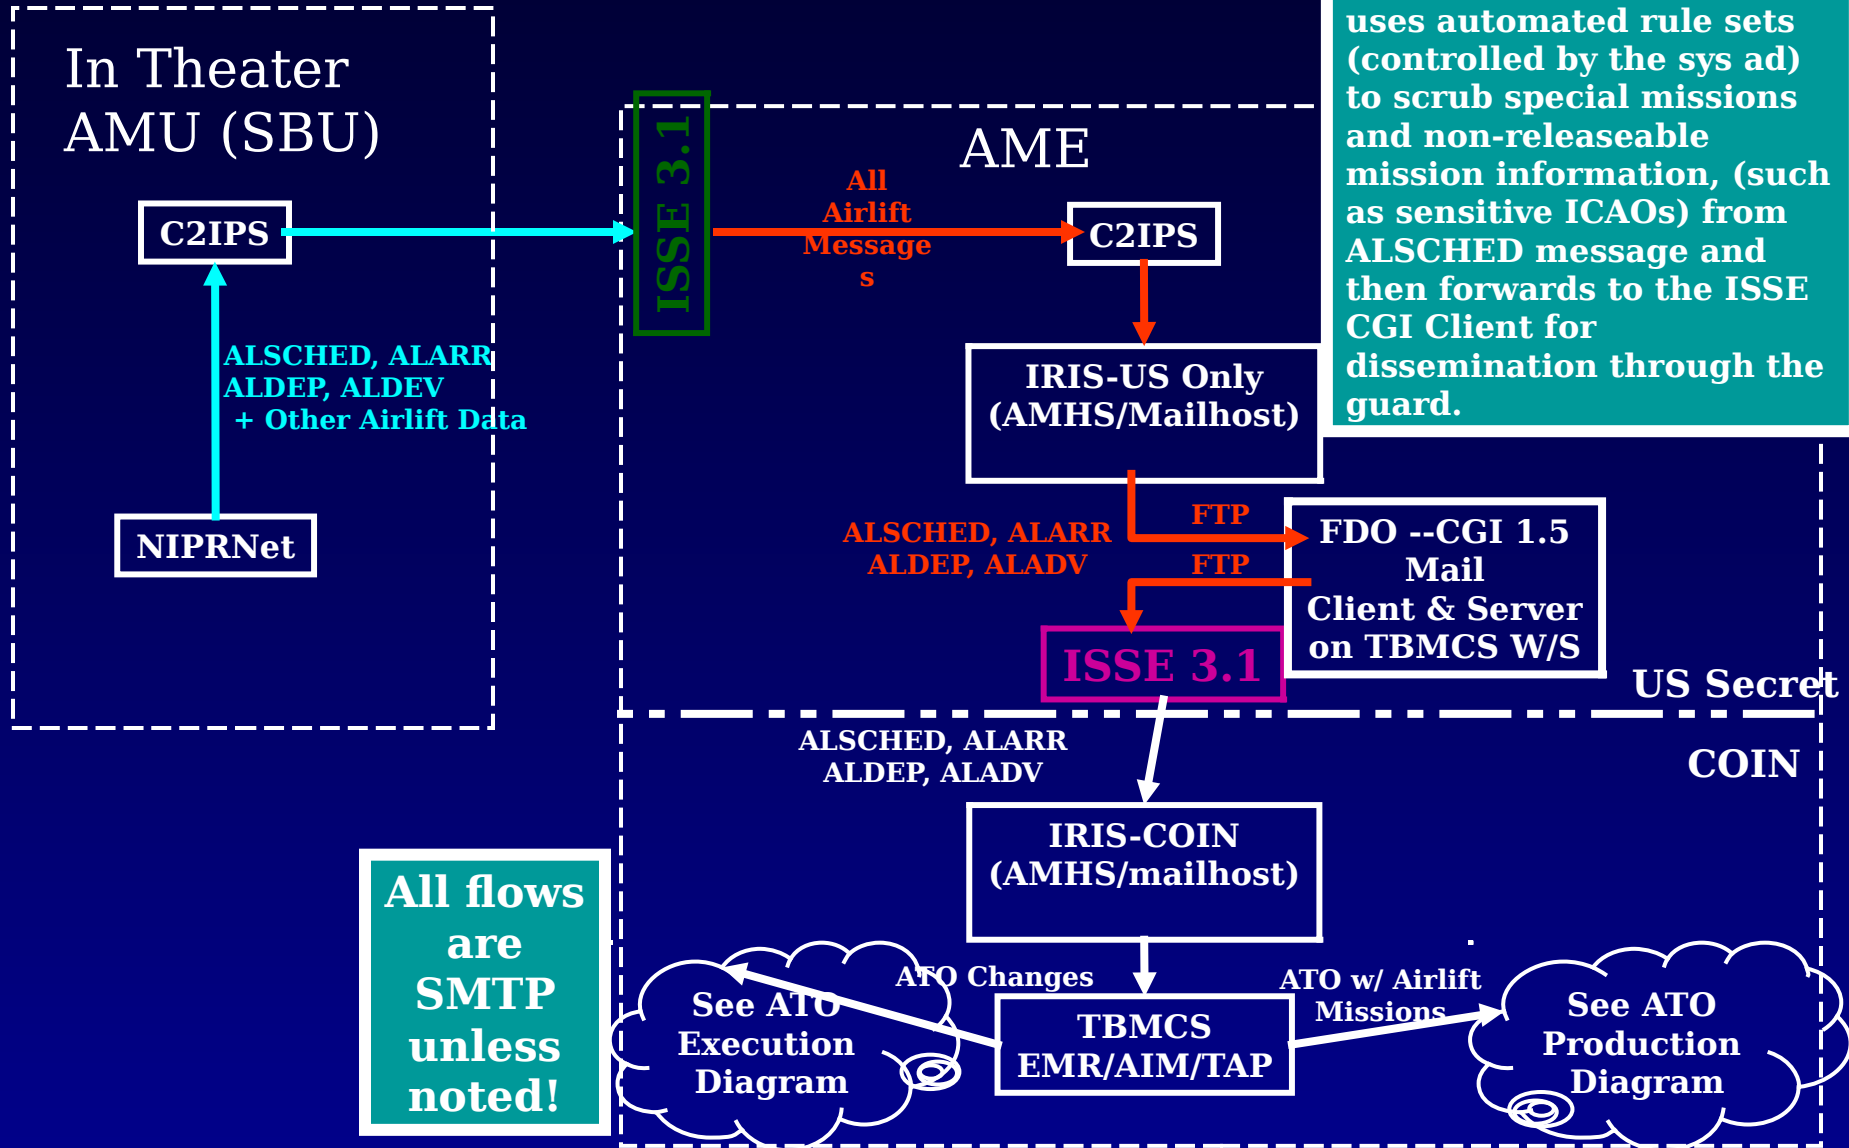 In Theater
AMU (SBU)
C2IPS
ALSCHED, ALARR
ALDEP, ALDEV
+ Other Airlift Data
NIPRNet
ISSE 3.1
AME
All
Airlift
Message
s
C2IPS
uses automated rule sets
(controlled by the sys ad)
to scrub special missions
and non-releaseable
mission information, (such
as sensitive ICAOs) from
ALSCHED message and
then forwards to the ISSE
CGI Client for
dissemination through the
guard.
IRIS-US Only
(AMHS/Mailhost)
ALSCHED, ALARR
ALDEP, ALADV
FTP
FTP
FDO --CGI 1.5
Mail
Client & Server
on TBMCS W/S
ISSE 3.1
US Secret
COIN
ALSCHED, ALARR
ALDEP, ALADV
IRIS-COIN
(AMHS/mailhost)
All flows
are
SMTP
unless
noted!
ATO Changes
ATO w/ Airlift
Missions
See ATO
Execution
Diagram
TBMCS
EMR/AIM/TAP
See ATO
Production
Diagram